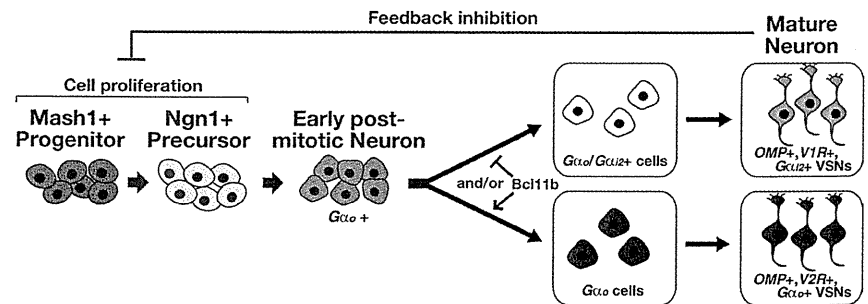 Feedback inhibition
Mature
Neuron
Cell proliferation
Mash1+
Progenitor
Ngn1+
Precursor
Early post-
mitotic Neuron
Gαo +
and/or Bcl11b
Gαo/Gαi2+ cells
OMP+,V1R+,
Gαi2+ VSNs
Gαo cells
OMP+,V2R+,
Gαo+ VSNs